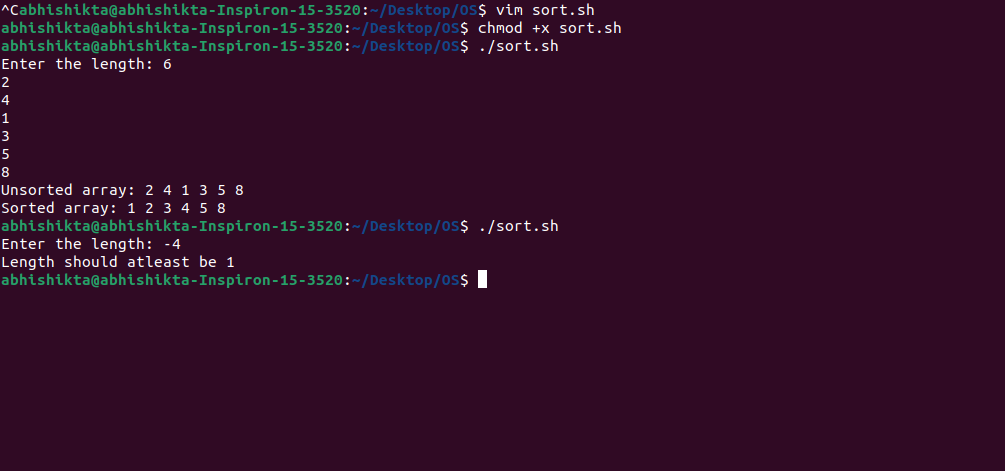 ^Cabhishikta@abhishikta-Inspiron-15-3520:~/Desktop/OS$ vim sort.sh
abhishikta@abhishikta-Inspiron-15-3520:~/Desktop/OS$ chmod +x sort.sh
abhishikta@abhishikta-Inspiron-15-3520:~/Desktop/OS$ ./sort.sh
Enter the length: 6
2
4
1
3
5
8
Unsorted array: 2 4 1 3 5 8
Sorted array: 1 2 3 4 5 8
abhishikta@abhishikta-Inspiron-15-3520:~/Desktop/OS$ ./sort.sh
Enter the length: -4
Length should atleast be 1
abhishikta@abhishikta-Inspiron-15-3520:~/Desktop/OS$